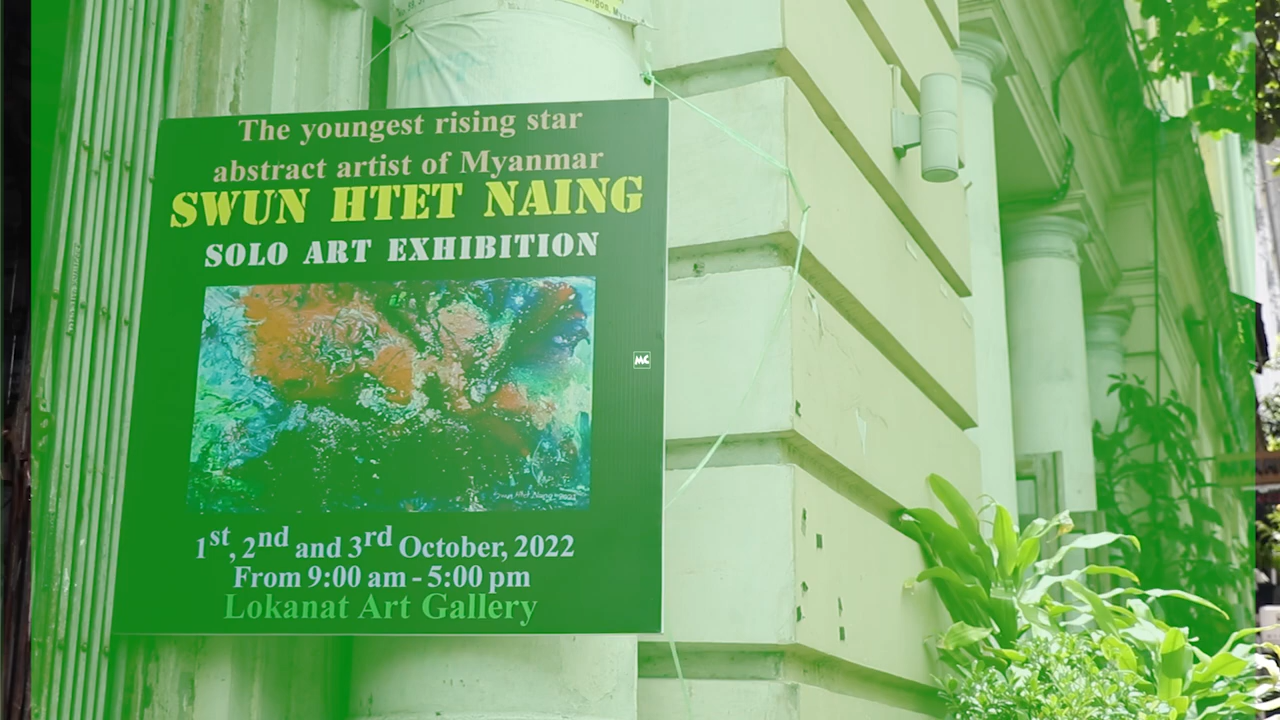 The youngest rising star
abstract artist of Myanmar
SWUN HTET NAING
SOLO ART EXHIBITION
MC
1st, 2nd and 3rd October, 2022
From 9:00 am - 5:00 pm
Lokanat Art Gallery